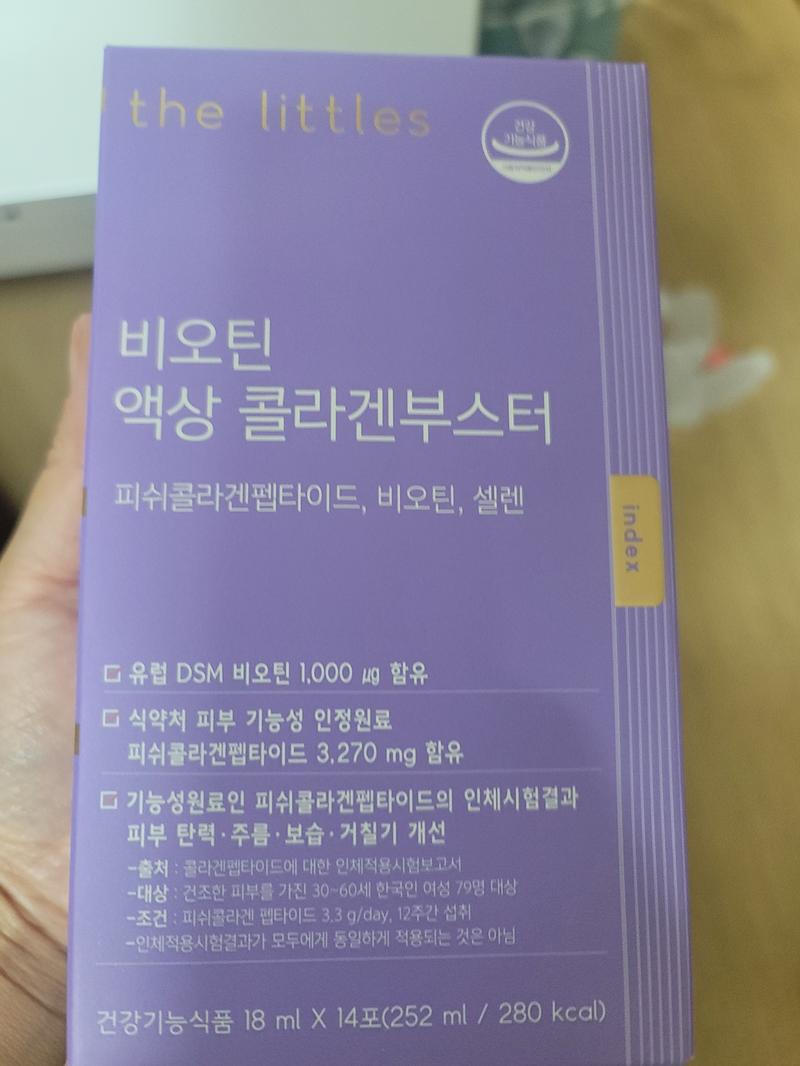 the littles
건강
기능식품
비오틴
액상 콜라겐부스터
피쉬콜라겐펩타이드, 비오틴, 셀렌
index
유럽 DSM 비오틴 1,000 ㎍ 함유
식약처 피부 기능성 인정원료
피쉬콜라겐펩타이드 3,270 mg 함유
기능성원료인 피쉬콜라겐펩타이드의 인체시험결과
피부 탄력·주름·보습·거칠기 개선
-출처 : 콜라겐펩타이드에 대한 인체적용시험보고서
-대상 : 건조한 피부를 가진 30~60세 한국인 여성 79명 대상
-조건 : 피쉬콜라겐 펩타이드 3.3 g/day, 12주간 섭취
-인체적용시험결과가 모두에게 동일하게 적용되는 것은 아님
건강기능식품 18 ml X 14포(252 ml / 280 kcal)